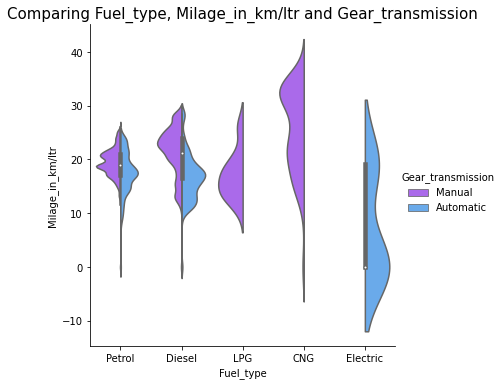 Comparing Fuel_type, Milage_in_km/ltr and Gear_transmission
40
30
20
10
0
−10
Milage_in_km/ltr
Petrol
Diesel
LPG
CNG
Electric
Fuel_type
Gear_transmission
Manual
Automatic